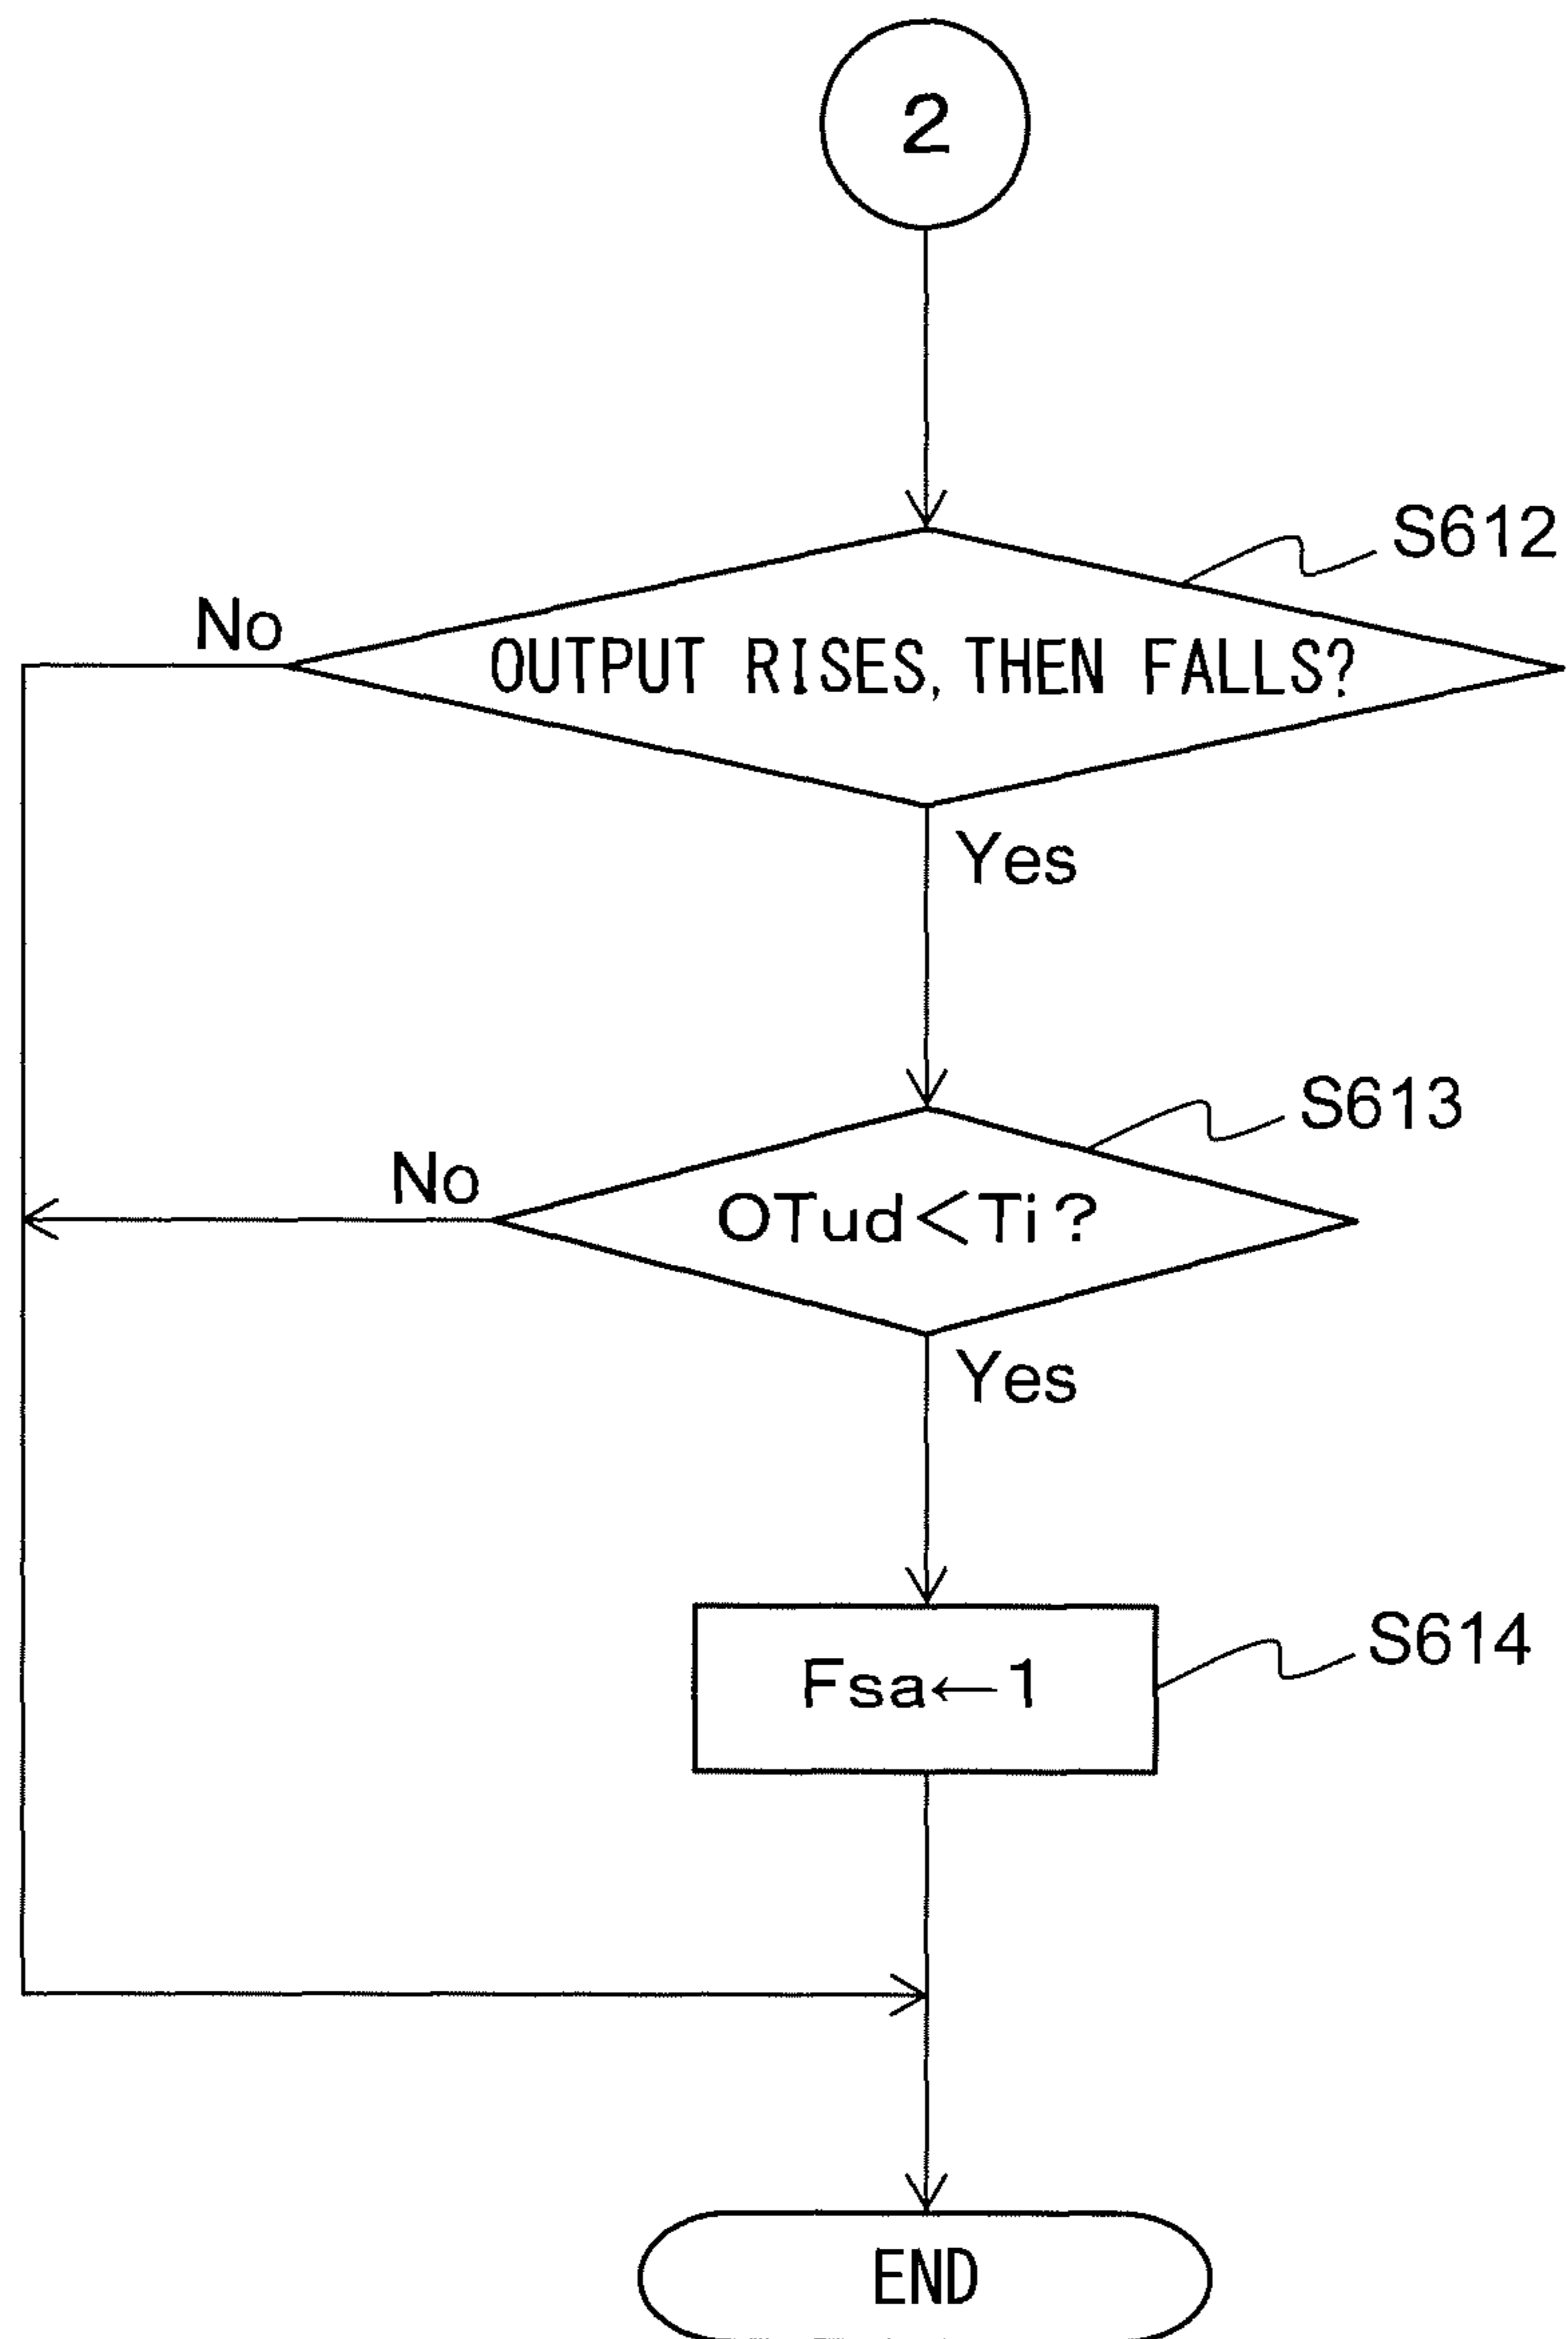 2
S612
No
OUTPUT RISES, THEN FALLS?
Yes
S613
No
OTud<Ti?
Yes
S614
Fsa←1
END